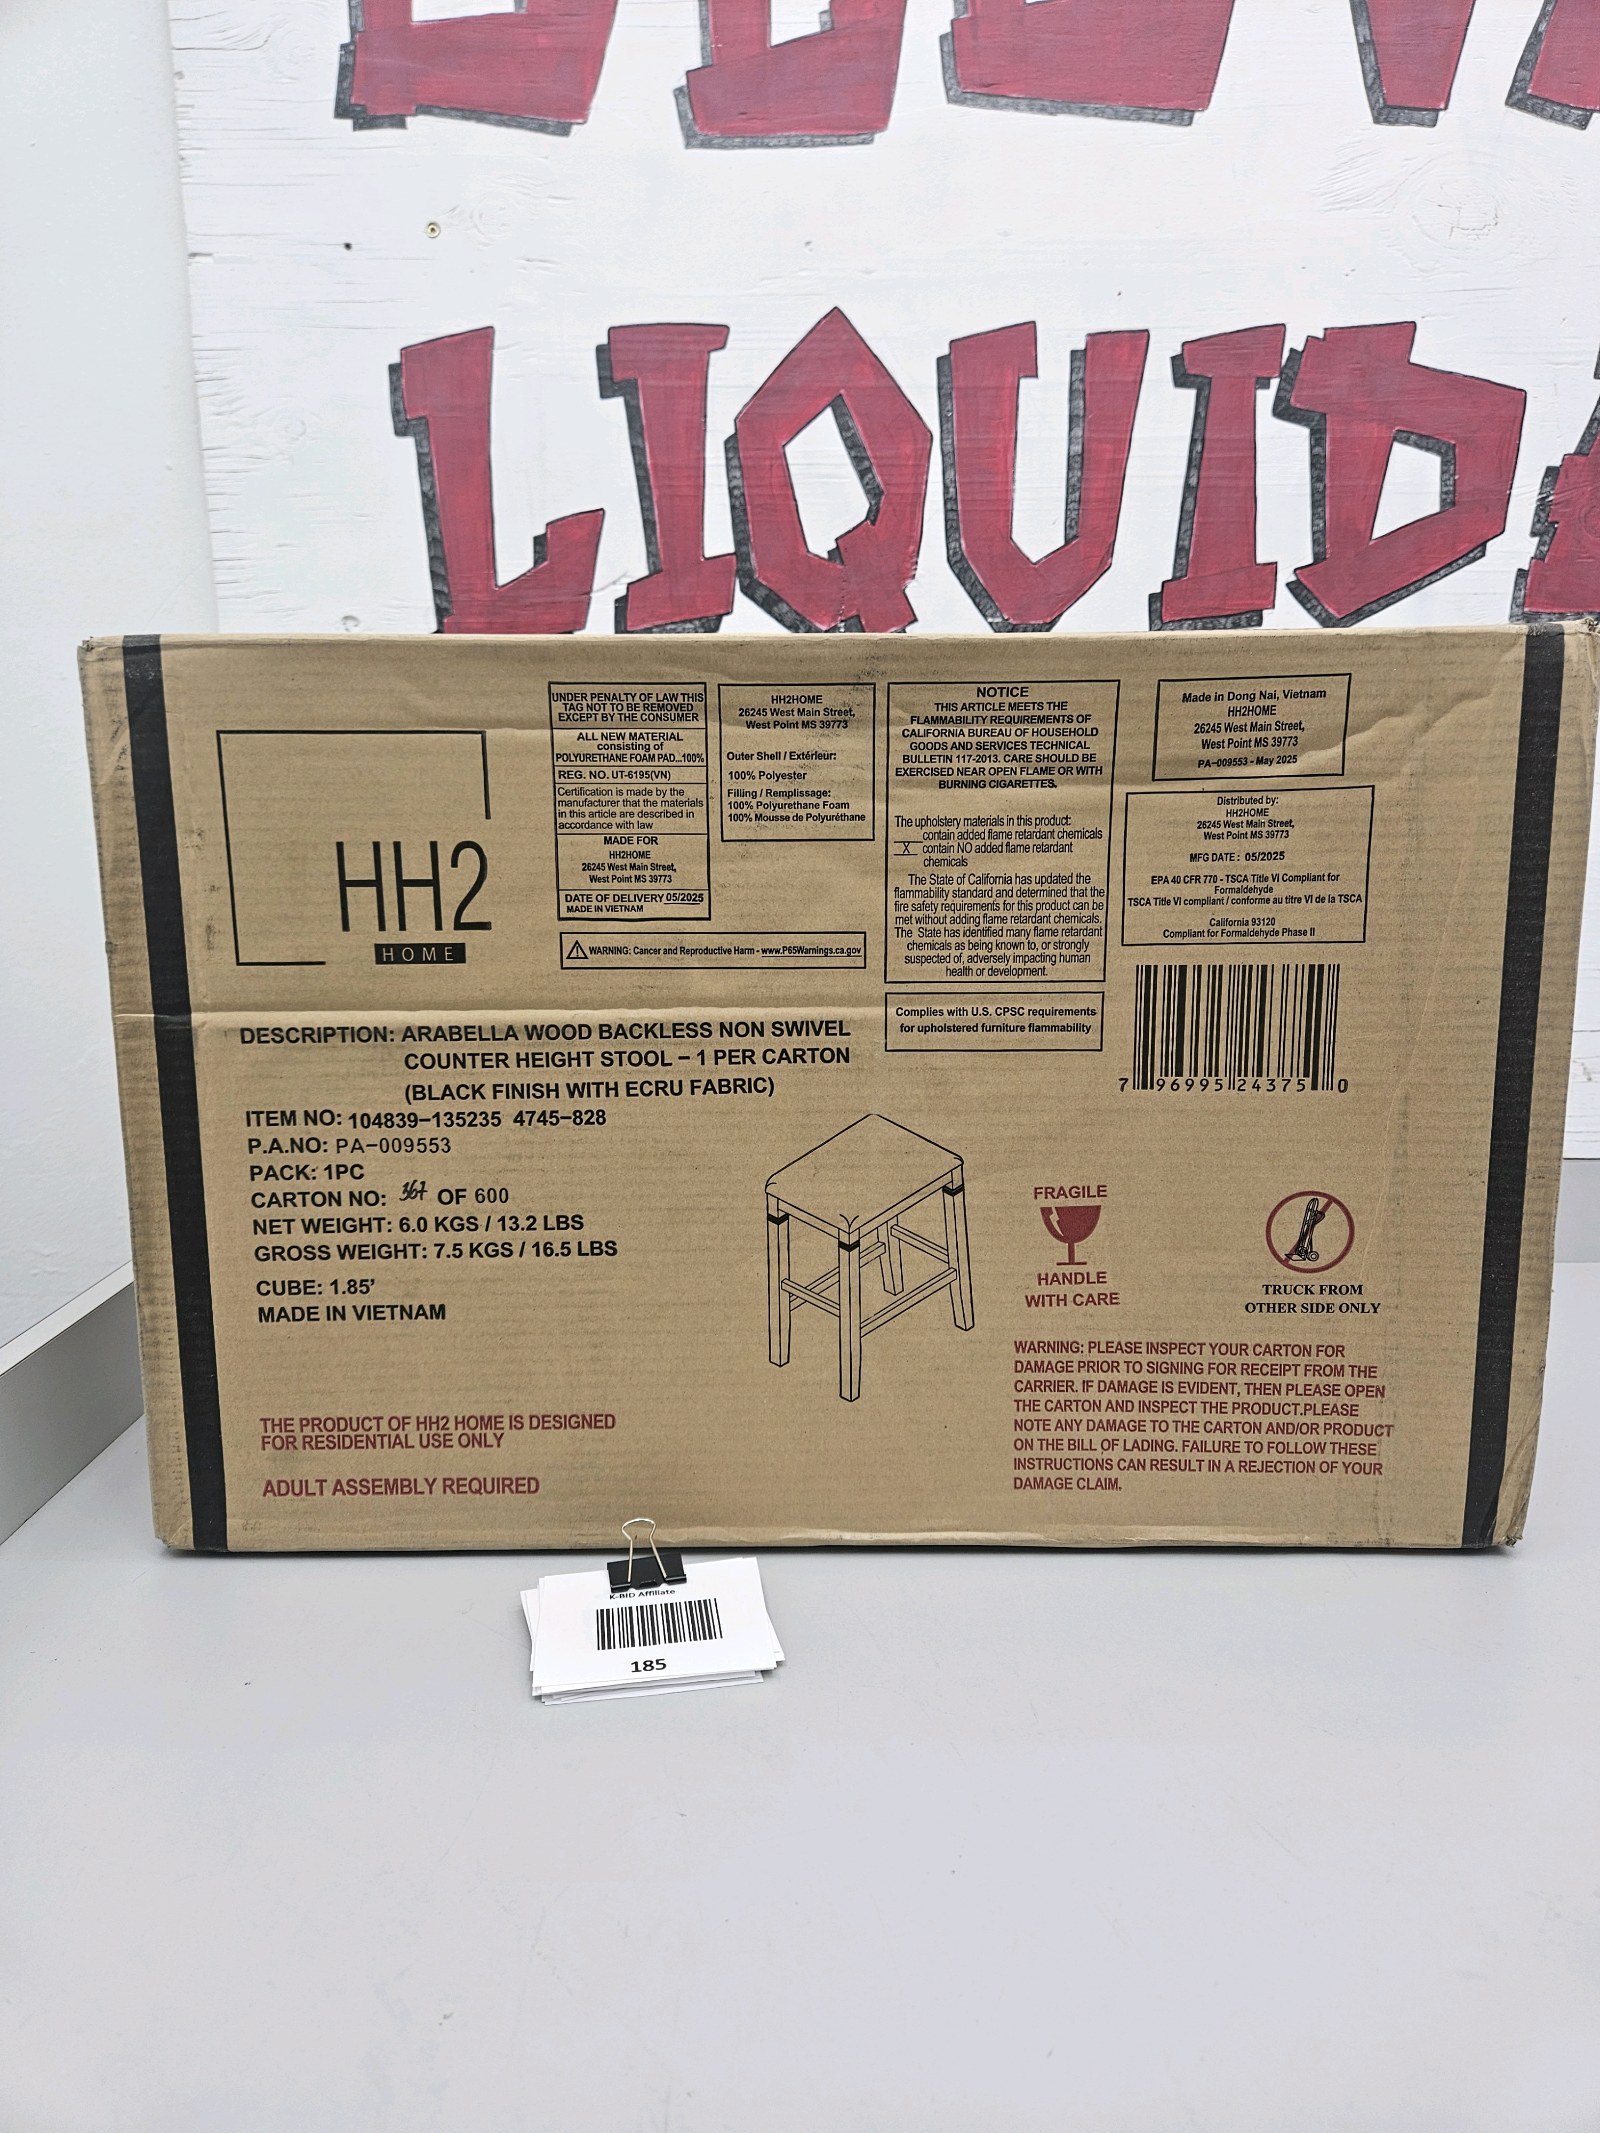 LIQUID
HH2
HOME
UNDER PENALTY OF LAW THIS
TAG NOT TO BE REMOVED
EXCEPT BY THE CONSUMER
ALL NEW MATERIAL
consisting of
POLYURETHANE FOAM PAD...100%
REG. NO. UT-6195(VN)
Certification is made by the
manufacturer that the materials
in this article are described in
accordance with law
MADE FOR
HH2HOME
26245 West Main Street,
West Point MS 39773
DATE OF DELIVERY 05/2025
MADE IN VIETNAM
HH2HOME
26245 West Main Street,
West Point MS 39773
Outer Shell / Extérieur:
100% Polyester
Filling / Remplissage:
100% Polyurethane Foam
100% Mousse de Polyuréthane
WARNING: Cancer and Reproductive Harm - www.P65Warnings.ca.gov
NOTICE
THIS ARTICLE MEETS THE
FLAMMABILITY REQUIREMENTS OF
CALIFORNIA BUREAU OF HOUSEHOLD
GOODS AND SERVICES TECHNICAL
BULLETIN 117-2013. CARE SHOULD BE
EXERCISED NEAR OPEN FLAME OR WITH
BURNING CIGARETTES.
The upholstery materials in this product:
contain added flame retardant chemicals
X contain NO added flame retardant
chemicals
The State of California has updated the
flammability standard and determined that the
fire safety requirements for this product can be
met without adding flame retardant chemicals.
The State has identified many flame retardant
chemicals as being known to, or strongly
suspected of, adversely impacting human
health or development.
Complies with U.S. CPSC requirements
for upholstered furniture flammability
Made in Dong Nai, Vietnam
HH2HOME
26245 West Main Street,
West Point MS 39773
PA-009553 - May 2025
Distributed by:
HH2HOME
26245 West Main Street,
West Point MS 39773
MFG DATE : 05/2025
EPA 40 CFR 770 - TSCA Title VI Compliant for
Formaldehyde
TSCA Title VI compliant / conforme au titre VI de la TSCA
California 93120
Compliant for Formaldehyde Phase II
7 96995 24375 0
DESCRIPTION: ARABELLA WOOD BACKLESS NON SWIVEL
COUNTER HEIGHT STOOL – 1 PER CARTON
(BLACK FINISH WITH ECRU FABRIC)
ITEM NO: 104839–135235 4745–828
P.A.NO: PA–009553
PACK: 1PC
CARTON NO: 367 OF 600
NET WEIGHT: 6.0 KGS / 13.2 LBS
GROSS WEIGHT: 7.5 KGS / 16.5 LBS
CUBE: 1.85'
MADE IN VIETNAM
THE PRODUCT OF HH2 HOME IS DESIGNED
FOR RESIDENTIAL USE ONLY
ADULT ASSEMBLY REQUIRED
FRAGILE
HANDLE
WITH CARE
TRUCK FROM
OTHER SIDE ONLY
WARNING: PLEASE INSPECT YOUR CARTON FOR
DAMAGE PRIOR TO SIGNING FOR RECEIPT FROM THE
CARRIER. IF DAMAGE IS EVIDENT, THEN PLEASE OPEN
THE CARTON AND INSPECT THE PRODUCT.PLEASE
NOTE ANY DAMAGE TO THE CARTON AND/OR PRODUCT
ON THE BILL OF LADING. FAILURE TO FOLLOW THESE
INSTRUCTIONS CAN RESULT IN A REJECTION OF YOUR
DAMAGE CLAIM.
K-BID Affiliate
185